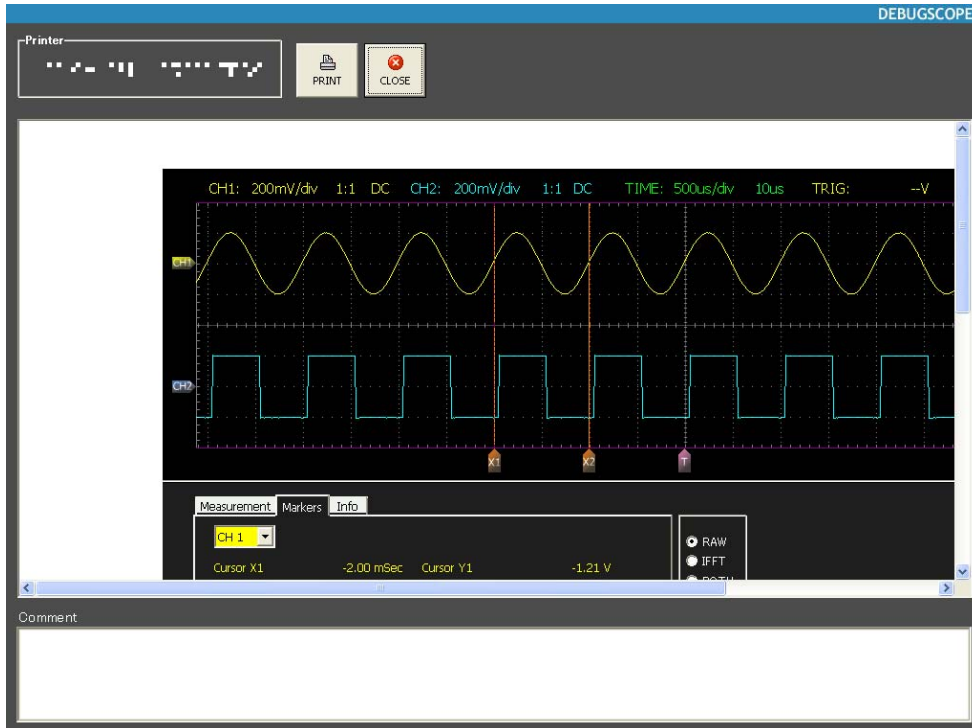 DEBUGSCOPE
Printer
PRINT
CLOSE
CH1: 200mV/div 1:1 DC CH2: 200mV/div 1:1 DC TIME: 500us/div 10us TRIG: --V
CH1
CH2
X1 X2 T
Measurement Markers Info
CH 1
RAW
Cursor X1 -2.00 mSec Cursor Y1 -1.21 V
IFFT
Comment